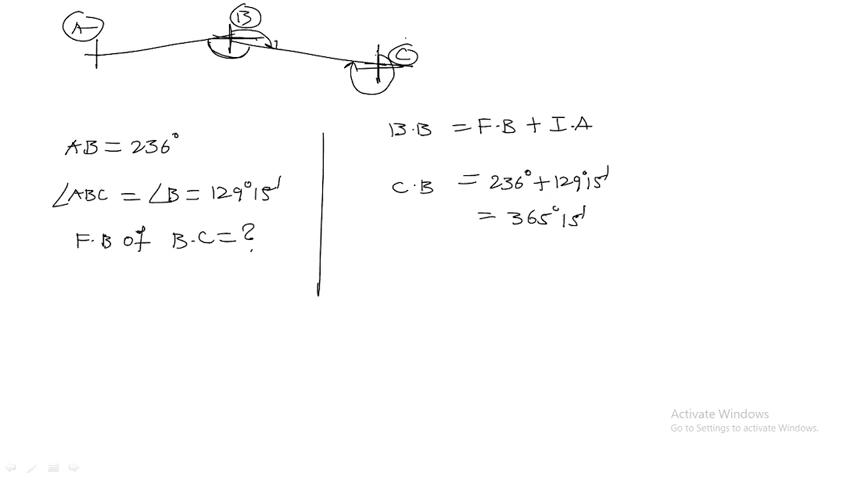 A
B
C
AB = 236°
∠ABC = ∠B = 129°15'
F.B of B.C = ?
B.B = F.B + I.A
C.B = 236° + 129°15'
= 365°15'
Activate Windows
Go to Settings to activate Windows.